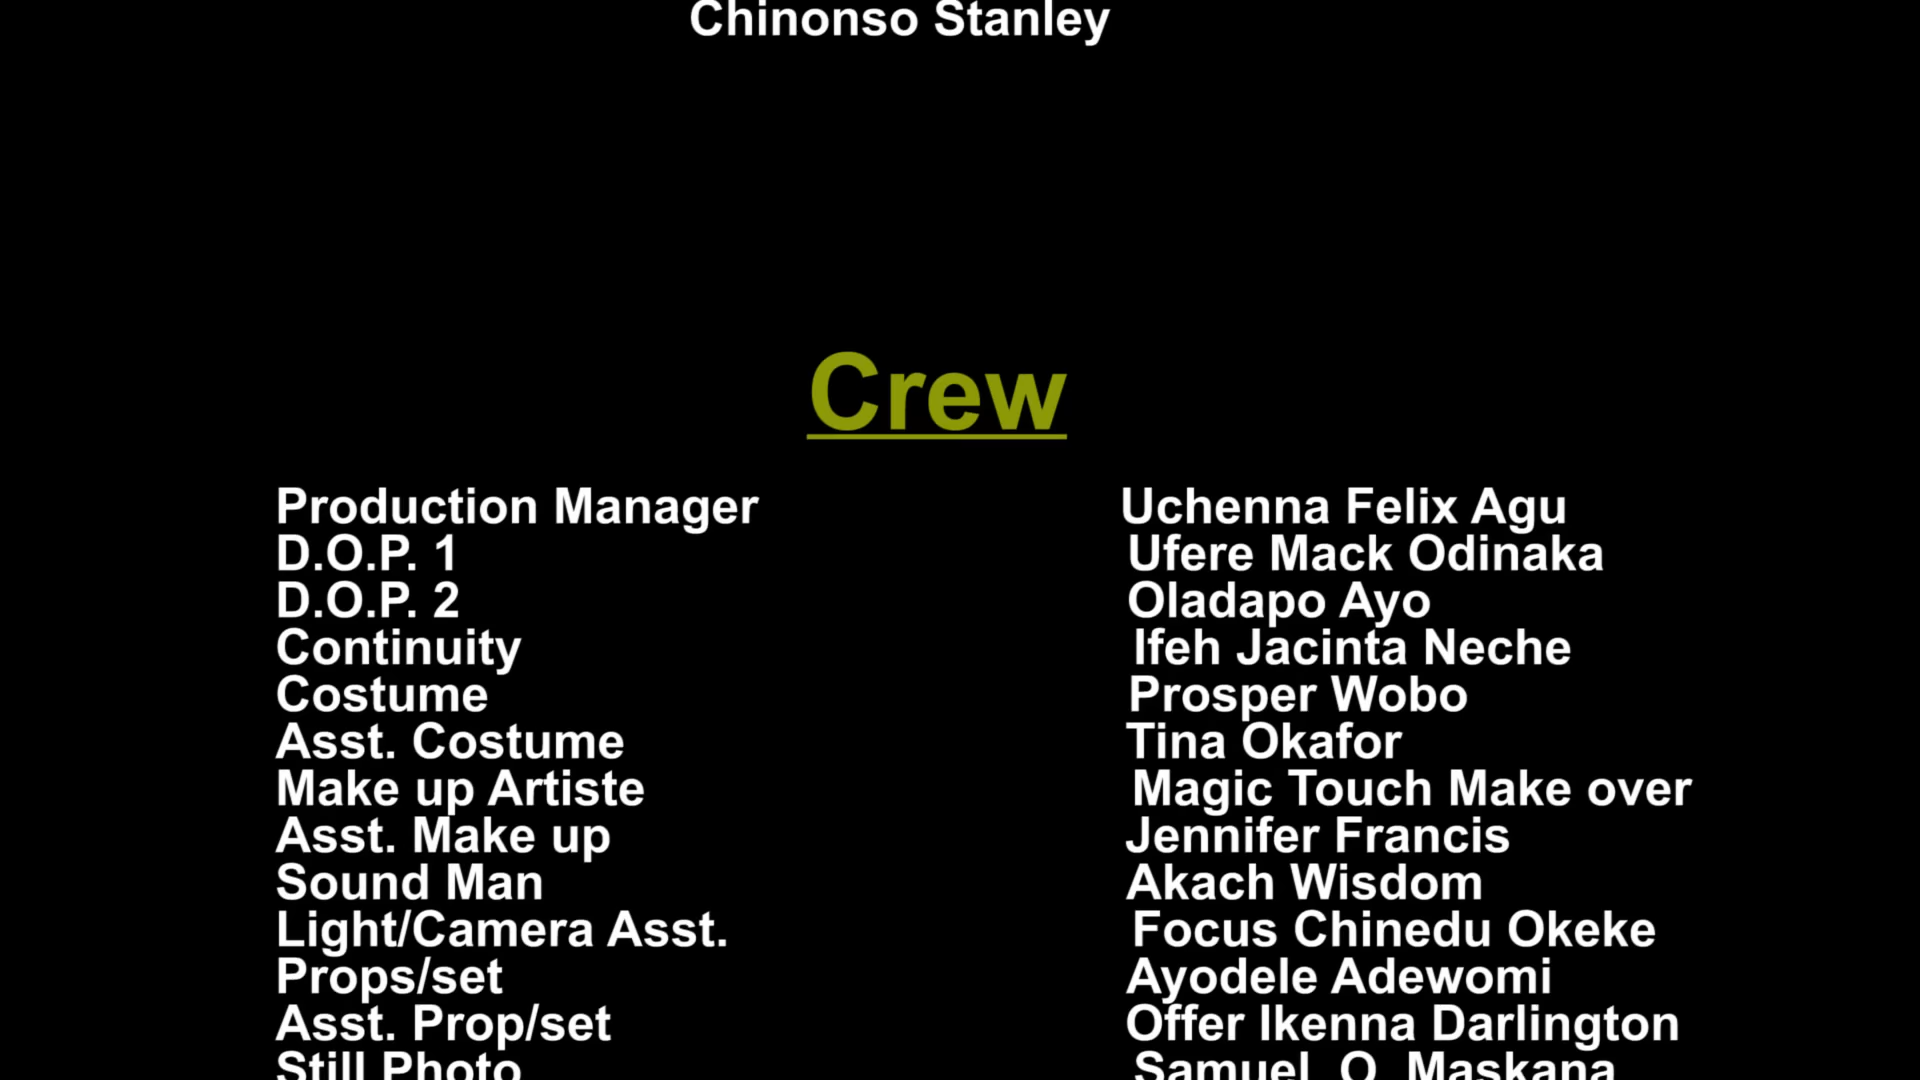 Chinonso Stanley
Crew
Production Manager Uchenna Felix Agu
D.O.P. 1 Ufere Mack Odinaka
D.O.P. 2 Oladapo Ayo
Continuity Ifeh Jacinta Neche
Costume Prosper Wobo
Asst. Costume Tina Okafor
Make up Artiste Magic Touch Make over
Asst. Make up Jennifer Francis
Sound Man Akach Wisdom
Light/Camera Asst. Focus Chinedu Okeke
Props/set Ayodele Adewomi
Asst. Prop/set Offer Ikenna Darlington
Still Photo Samuel O. Maskana